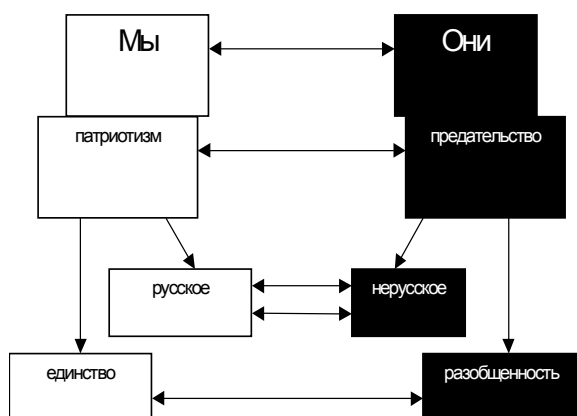 Мы
Они
патриотизм
предательство
русское
нерусское
единство
разобщенность